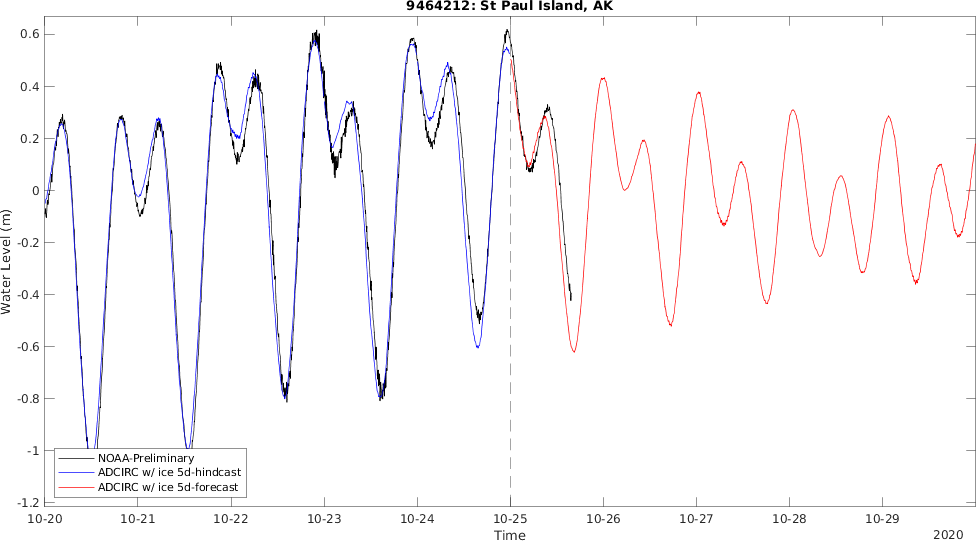 9464212: St Paul Island, AK
Water Level (m)
0.6
0.4
0.2
0
-0.2
-0.4
-0.6
-0.8
-1
-1.2
NOAA-Preliminary
ADCIRC w/ ice 5d-hindcast
ADCIRC w/ ice 5d-forecast
10-20 10-21 10-22 10-23 10-24 10-25 10-26 10-27 10-28 10-29
Time
2020